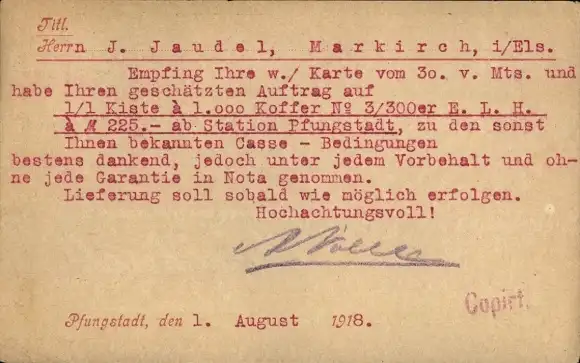 Titl.
Herrn J. Jaudel, Markirch, i/Els.
Empfing Ihre w./ Karte vom 30. v. Mts. und
habe Ihren geschätzten Auftrag auf
1/1 Kiste à 1.000 Koffer № 3/300er E. L. H.
à M 225.- ab Station Pfungstadt, zu den sonst
Ihnen bekannten Casse - Bedingungen
bestens dankend, jedoch unter jedem Vorbehalt und oh-
ne jede Garantie in Nota genommen.
Lieferung soll sobald wie möglich erfolgen.
Hochachtungsvoll!
Copirt.
Pfungstadt, den 1. August 1918.